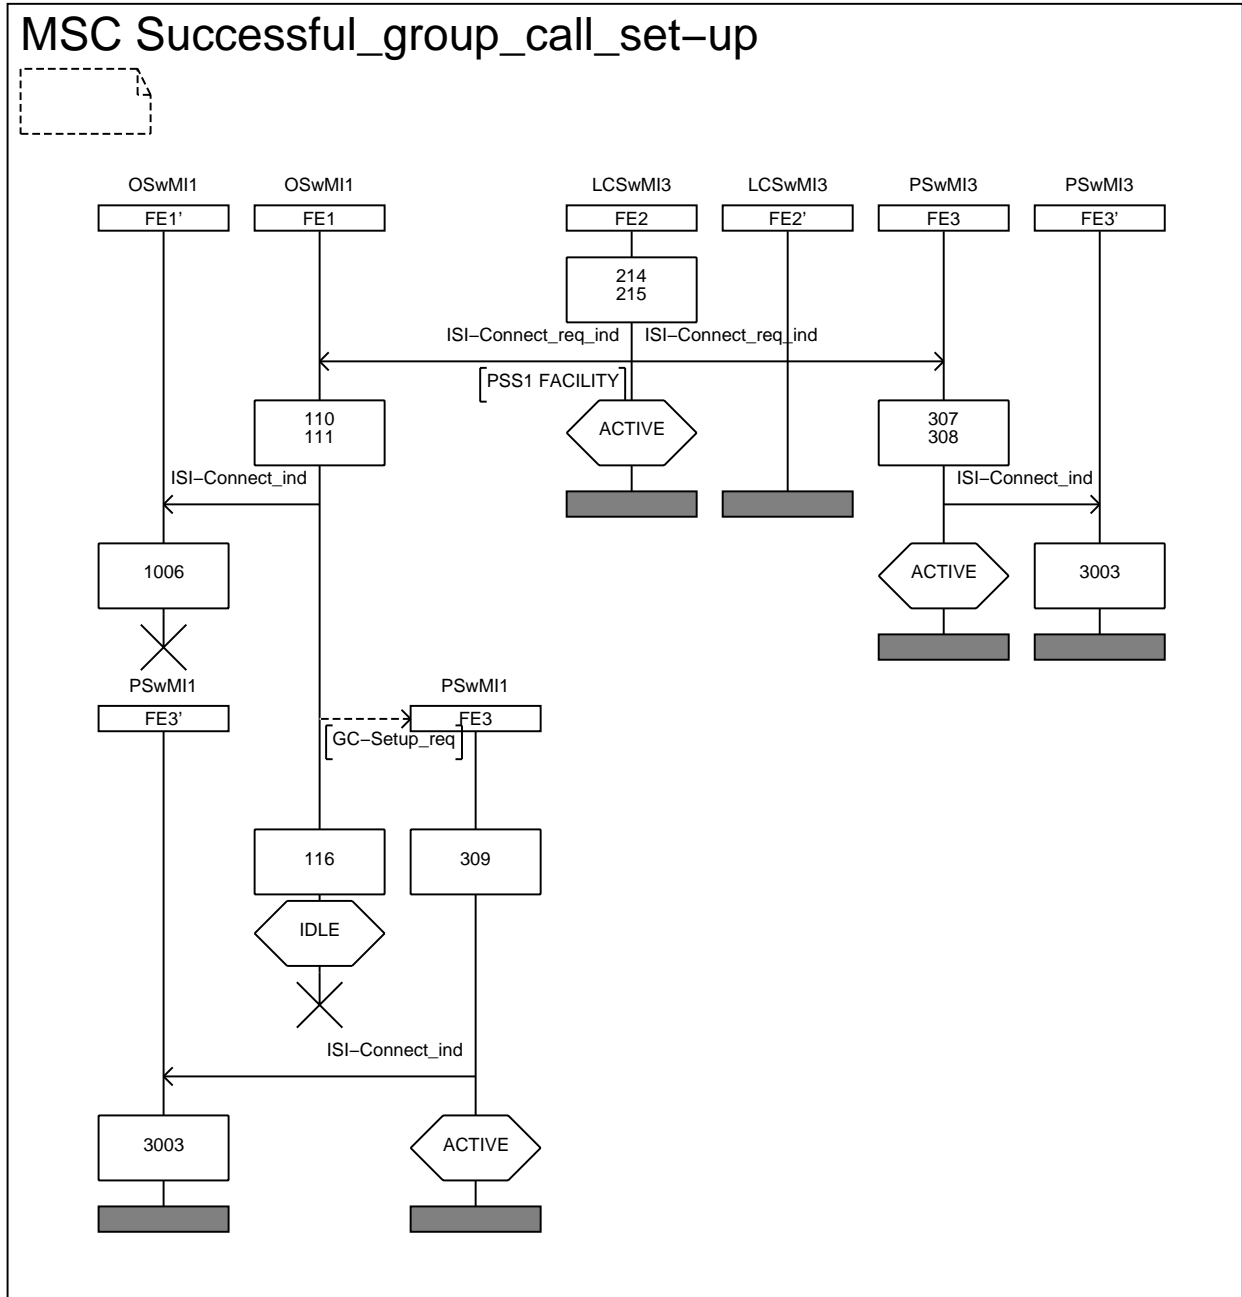 MSC Successful_group_call_set−up
OSwMI1 OSwMI1 LCSwMI3 LCSwMI3 PSwMI3 PSwMI3
FE1' FE1 FE2 FE2' FE3 FE3'
214
215
ISI−Connect_req_ind ISI−Connect_req_ind
PSS1 FACILITY
110
111
ACTIVE
307
308
ISI−Connect_ind ISI−Connect_ind
1006 ACTIVE 3003
PSwMI1 PSwMI1
FE3' FE3
GC−Setup_req
116 309
IDLE
ISI−Connect_ind
3003 ACTIVE